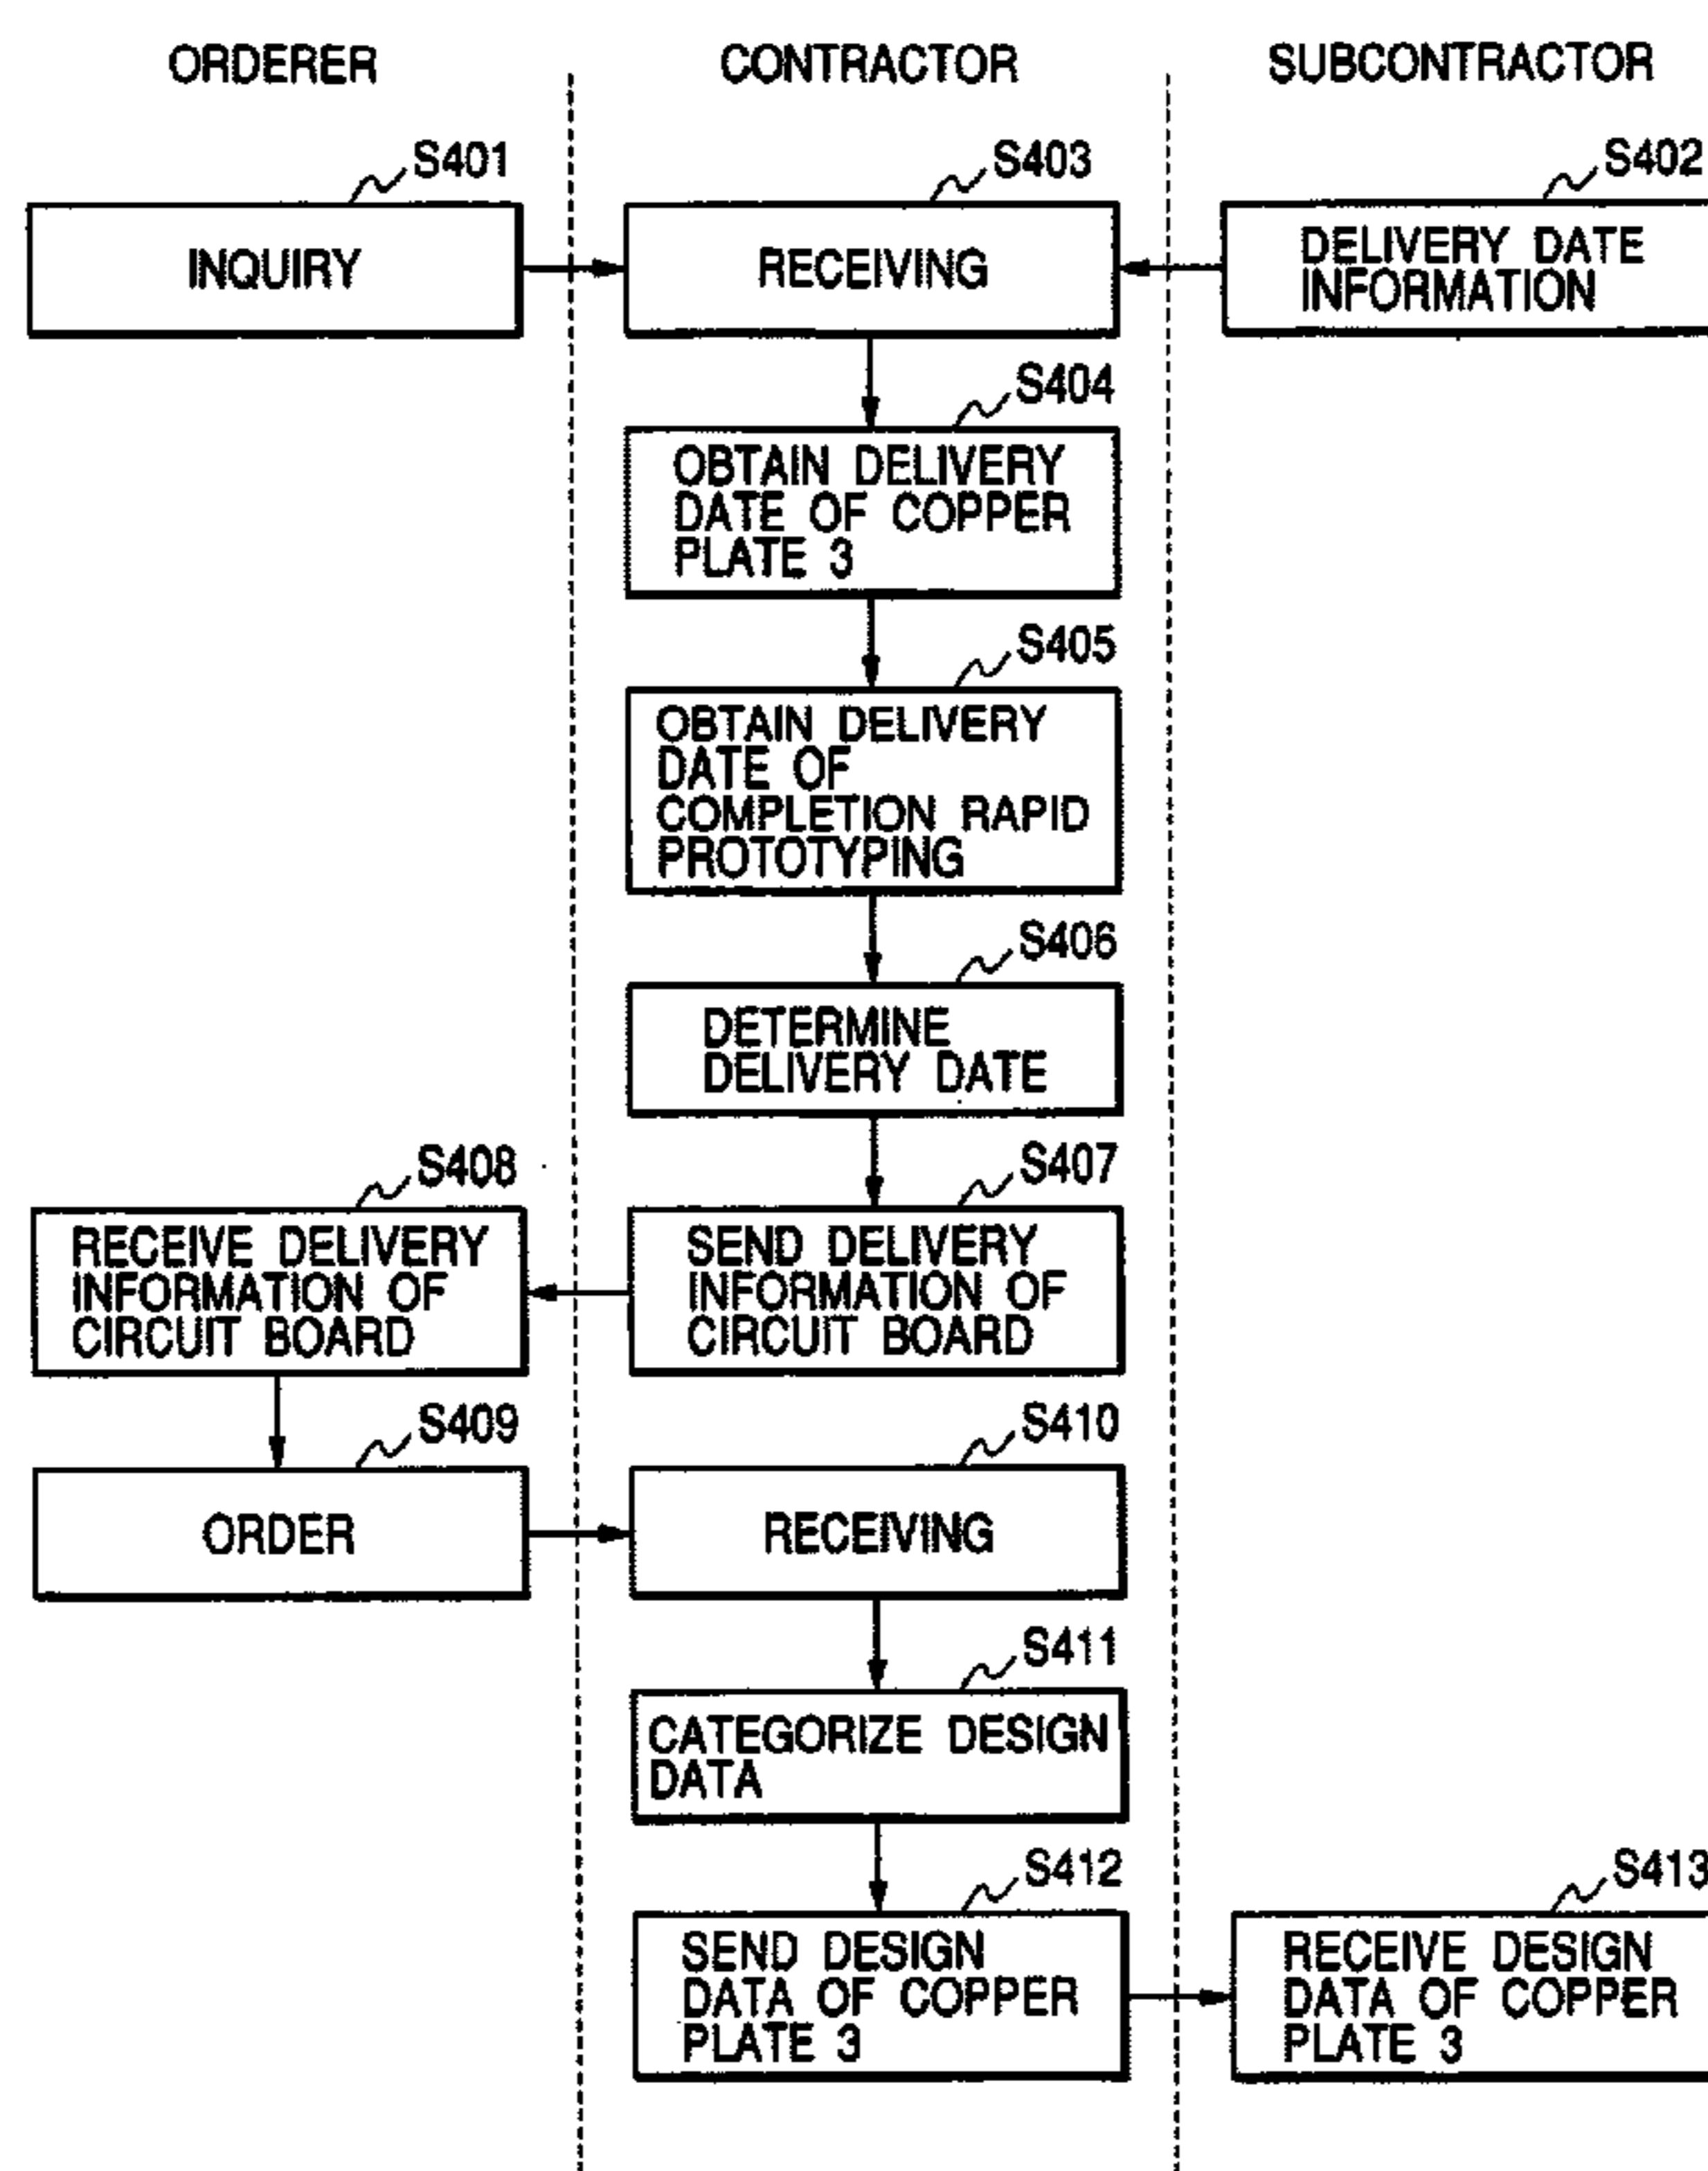 ORDERER
CONTRACTOR
SUBCONTRACTOR
S401
S403
S402
INQUIRY
RECEIVING
DELIVERY DATE
INFORMATION
S404
OBTAIN DELIVERY
DATE OF COPPER
PLATE 3
S405
OBTAIN DELIVERY
DATE OF
COMPLETION RAPID
PROTOTYPING
S406
DETERMINE
DELIVERY DATE
S408
S407
RECEIVE DELIVERY
INFORMATION OF
CIRCUIT BOARD
SEND DELIVERY
INFORMATION OF
CIRCUIT BOARD
S409
S410
ORDER
RECEIVING
S411
CATEGORIZE DESIGN
DATA
S412
S413
SEND DESIGN
DATA OF COPPER
PLATE 3
RECEIVE DESIGN
DATA OF COPPER
PLATE 3